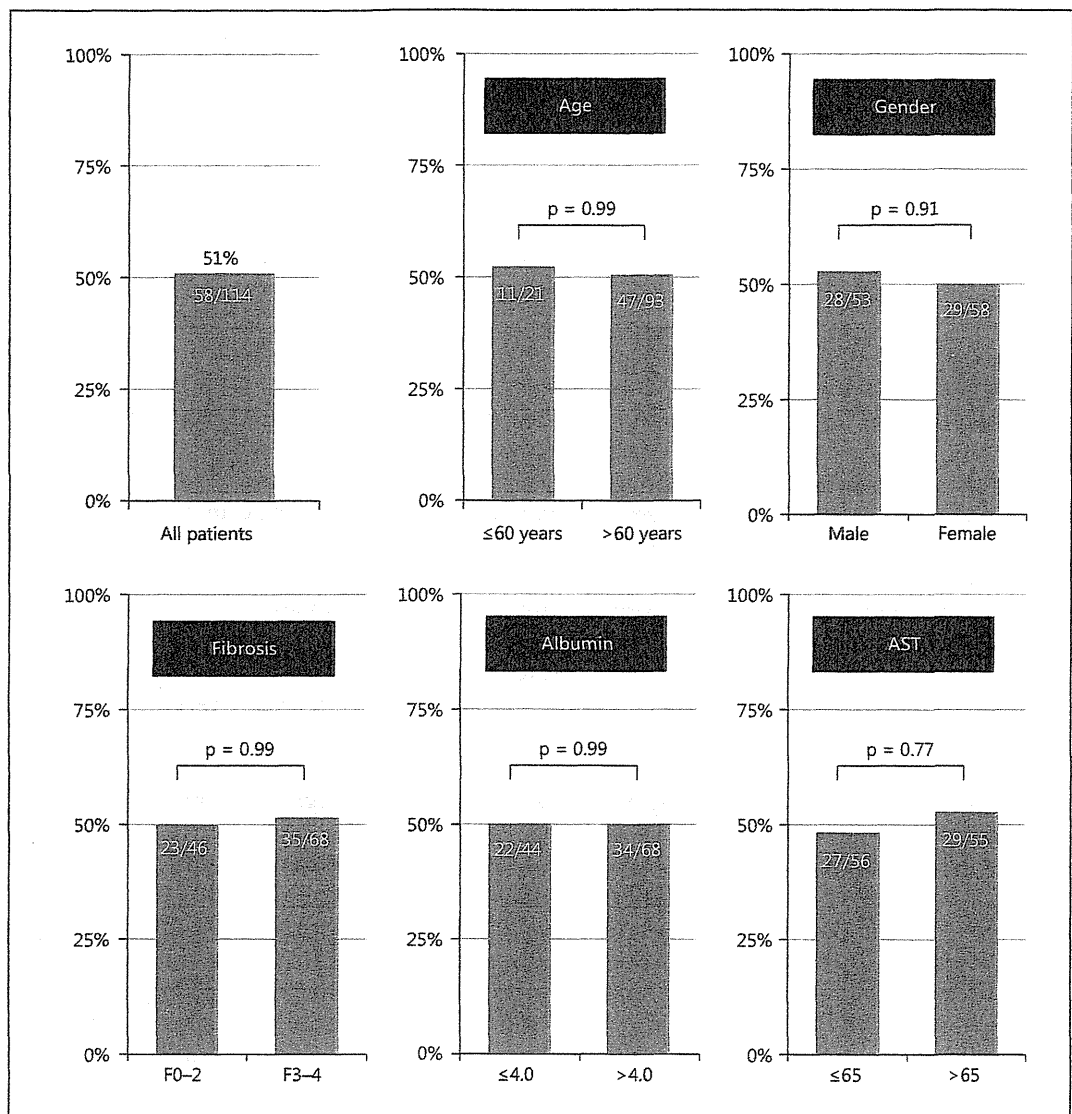 100%
75%
50%
25%
0%
51%
58/114
All patients
100%
75%
50%
25%
0%
Age
p = 0.99
11/21
47/93
≤60 years
>60 years
100%
75%
50%
25%
0%
Gender
p = 0.91
28/53
29/58
Male
Female
100%
75%
50%
25%
0%
Fibrosis
p = 0.99
23/46
35/68
F0–2
F3–4
100%
75%
50%
25%
0%
Albumin
p = 0.99
22/44
34/68
≤4.0
>4.0
100%
75%
50%
25%
0%
AST
p = 0.77
27/56
29/55
≤65
>65